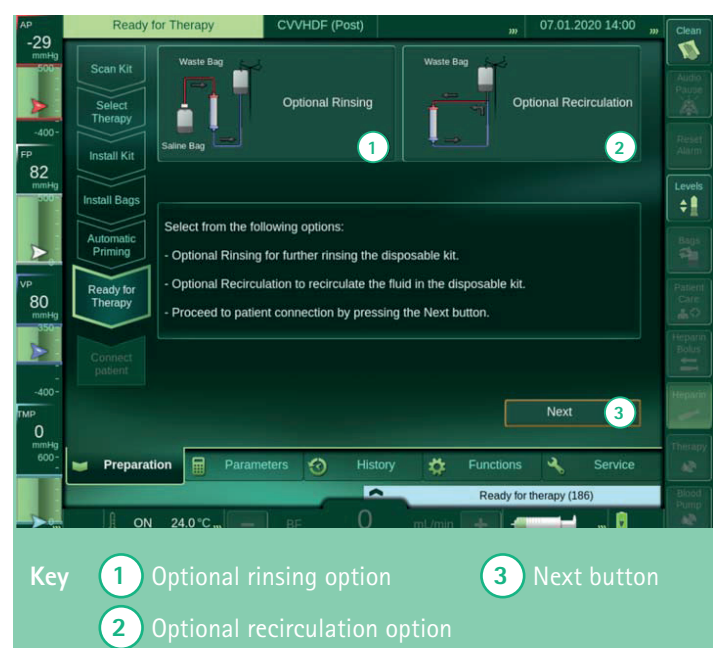 AP
-29
mmHg
500
-400-
FP
82
mmHg
500
0
VP
80
mmHg
350
-400-
TMP
0
mmHg
600-
0
Ready for Therapy
CVVHDF (Post)
07.01.2020 14:00
Scan Kit
Select
Therapy
Install Kit
Install Bags
Automatic
Priming
Ready for
Therapy
Connect
patient
Waste Bag
Saline Bag
Optional Rinsing
1
Waste Bag
Optional Recirculation
2
Select from the following options:
- Optional Rinsing for further rinsing the disposable kit.
- Optional Recirculation to recirculate the fluid in the disposable kit.
- Proceed to patient connection by pressing the Next button.
Next
3
Preparation
Parameters
History
Functions
Service
Ready for therapy (186)
ON 24.0 °C
BF 0 mL/min
Clean
Audio
Pause
Reset
Alarm
Levels
Bags
Patient
Care
Heparin
Bolus
Heparin
Therapy
Blood
Pump
Key
1 Optional rinsing option
3 Next button
2 Optional recirculation option